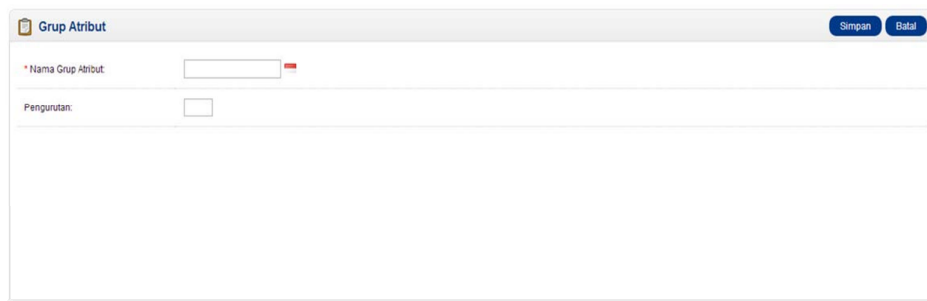 Grup Atribut
Simpan
Batal
* Nama Grup Atribut:
Pengurutan: